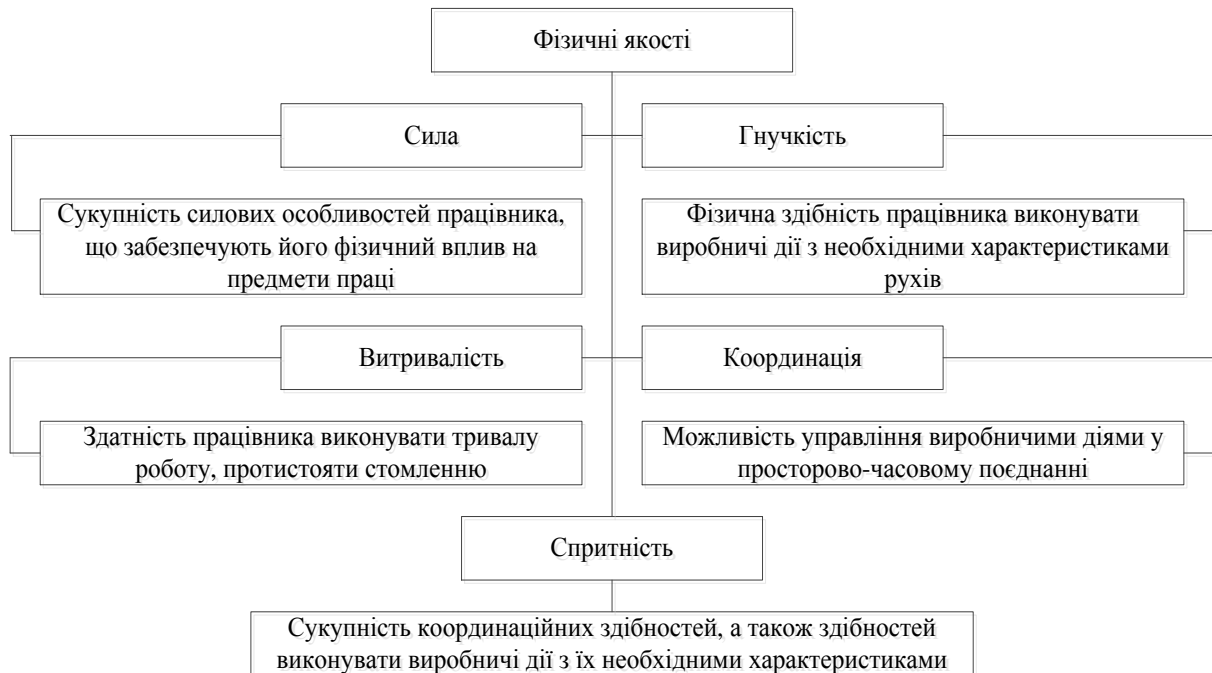 Фізичні якості
Сила
Гнучкість
Сукупність силових особливостей працівника,
що забезпечують його фізичний вплив на
предмети праці
Фізична здібність працівника виконувати
виробничі дії з необхідними характеристиками
рухів
Витривалість
Координація
Здатність працівника виконувати тривалу
роботу, протистояти стомленню
Можливість управління виробничими діями у
просторово-часовому поєднанні
Спритність
Сукупність координаційних здібностей, а також здібностей
виконувати виробничі дії з їх необхідними характеристиками